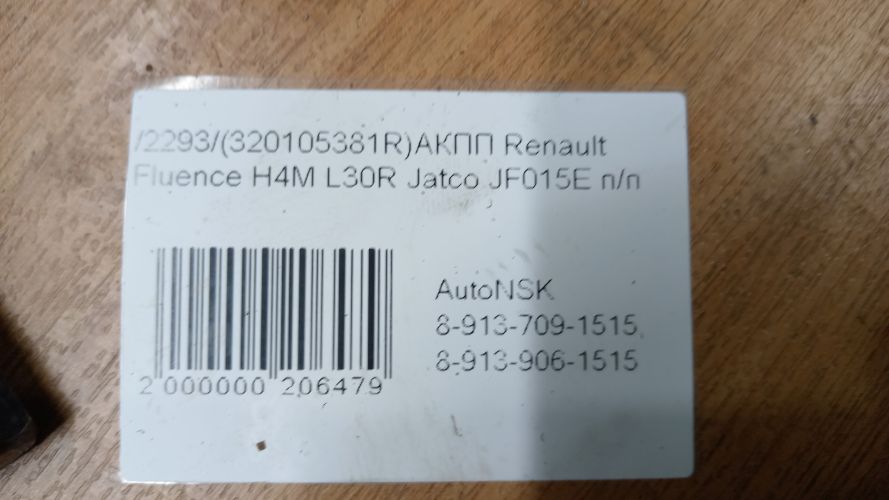 /2293/(320105381R)АКПП Renault
Fluence H4M L30R Jatco JF015E п/п
AutoNSK
8-913-709-1515,
8-913-906-1515
2 000000 206479